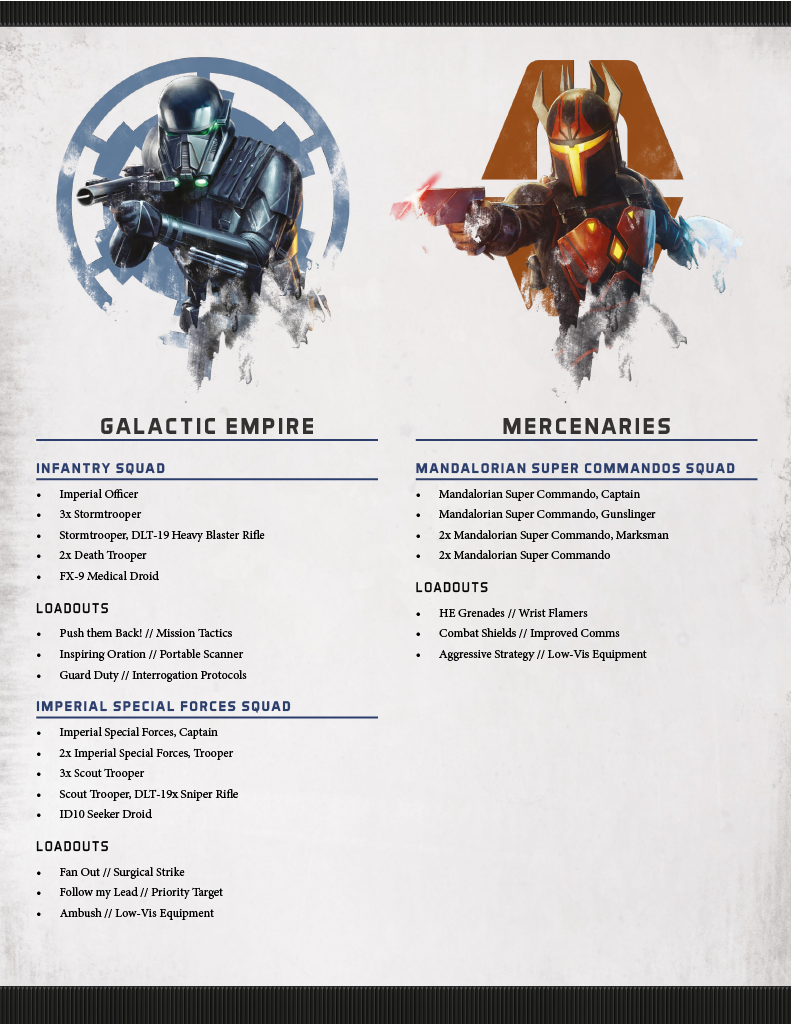 GALACTIC EMPIRE
INFANTRY SQUAD
• Imperial Officer
• 3x Stormtrooper
• Stormtrooper, DLT-19 Heavy Blaster Rifle
• 2x Death Trooper
• FX-9 Medical Droid
LOADOUTS
• Push them Back! // Mission Tactics
• Inspiring Oration // Portable Scanner
• Guard Duty // Interrogation Protocols
IMPERIAL SPECIAL FORCES SQUAD
• Imperial Special Forces, Captain
• 2x Imperial Special Forces, Trooper
• 3x Scout Trooper
• Scout Trooper, DLT-19x Sniper Rifle
• ID10 Seeker Droid
LOADOUTS
• Fan Out // Surgical Strike
• Follow my Lead // Priority Target
• Ambush // Low-Vis Equipment
MERCENARIES
MANDALORIAN SUPER COMMANDOS SQUAD
• Mandalorian Super Commando, Captain
• Mandalorian Super Commando, Gunslinger
• 2x Mandalorian Super Commando, Marksman
• 2x Mandalorian Super Commando
LOADOUTS
• HE Grenades // Wrist Flamers
• Combat Shields // Improved Comms
• Aggressive Strategy // Low-Vis Equipment